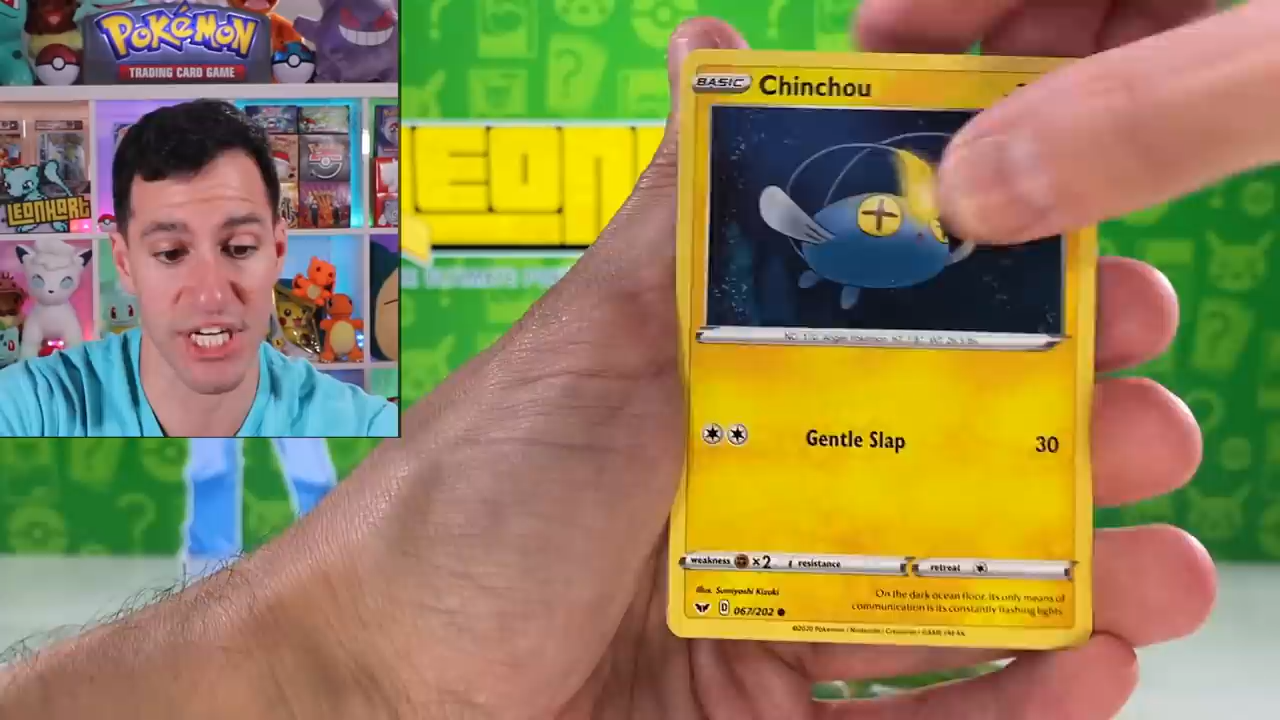 POKéMON
TRADING CARD GAME
LEONHART
EON
BASIC Chinchou
Gentle Slap 30
weakness ×2 resistance retreat
Illus. Sumiyoshi Kizuki
D 067/202
On the dark ocean floor, its only means of
communication is its constantly flashing lights.
©2020 Pokémon / Nintendo / Creatures / GAME FREAK